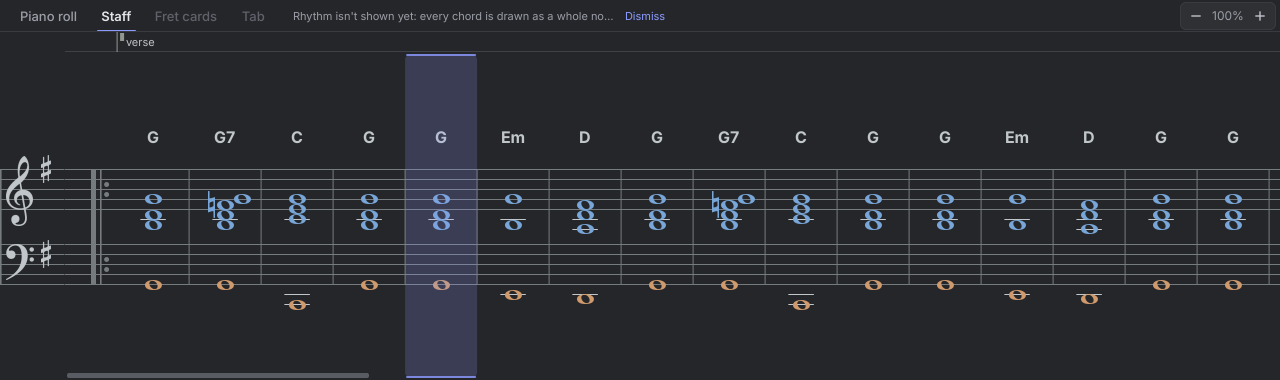 Piano roll Staff Fret cards Tab Rhythm isn't shown yet: every chord is drawn as a whole no... Dismiss − 100% +
verse
G G7 C G G Em D G G7 C G G Em D G G